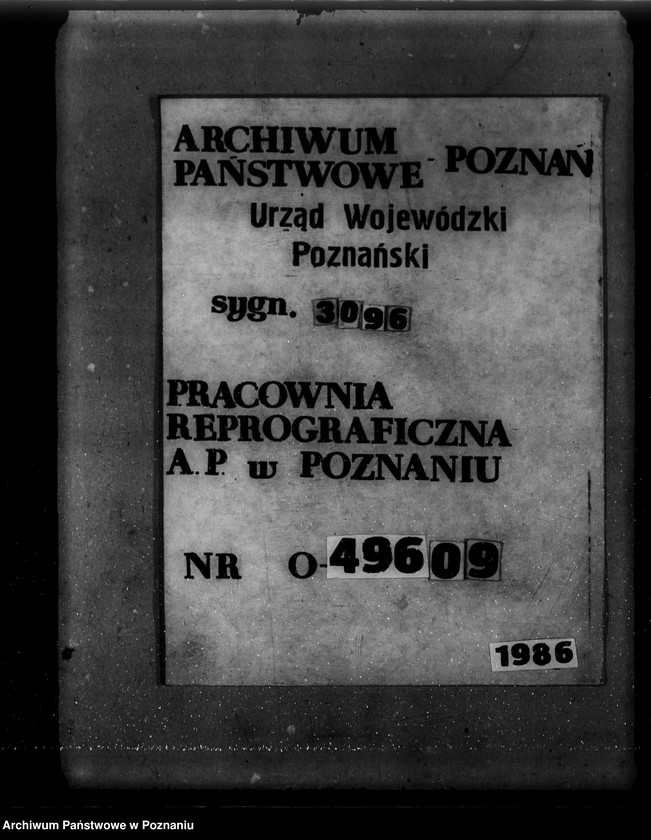 ARCHIWUM
PAŃSTWOWE - POZNAŃ
Urząd Wojewódzki
Poznański
sygn. 3096
PRACOWNIA
REPROGRAFICZNA
A.P. w POZNANIU
NR O-49609
1986
Archiwum Państwowe w Poznaniu